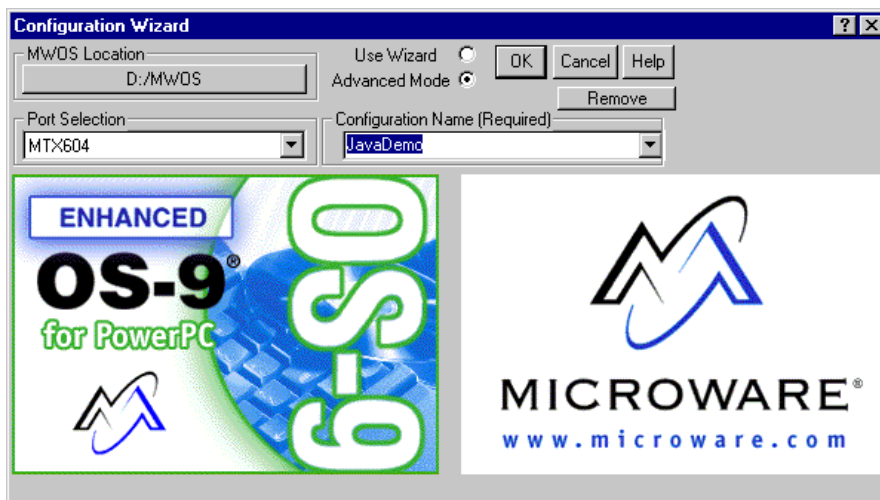 Configuration Wizard
MWOS Location
D:/MWOS
Use Wizard
Advanced Mode
OK
Cancel
Help
Remove
Port Selection
MTX604
Configuration Name (Required)
JavaDemo
ENHANCED
OS-9®
for PowerPC
OS-9
MICROWARE®
www.microware.com